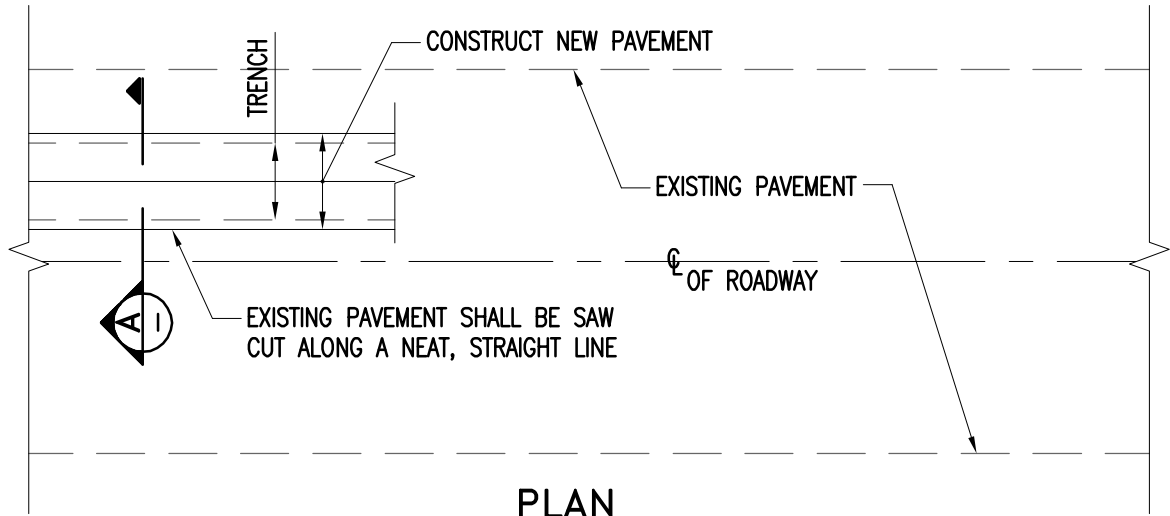 CONSTRUCT NEW PAVEMENT
TRENCH
EXISTING PAVEMENT
℄ OF ROADWAY
EXISTING PAVEMENT SHALL BE SAW
CUT ALONG A NEAT, STRAIGHT LINE
A
—
PLAN